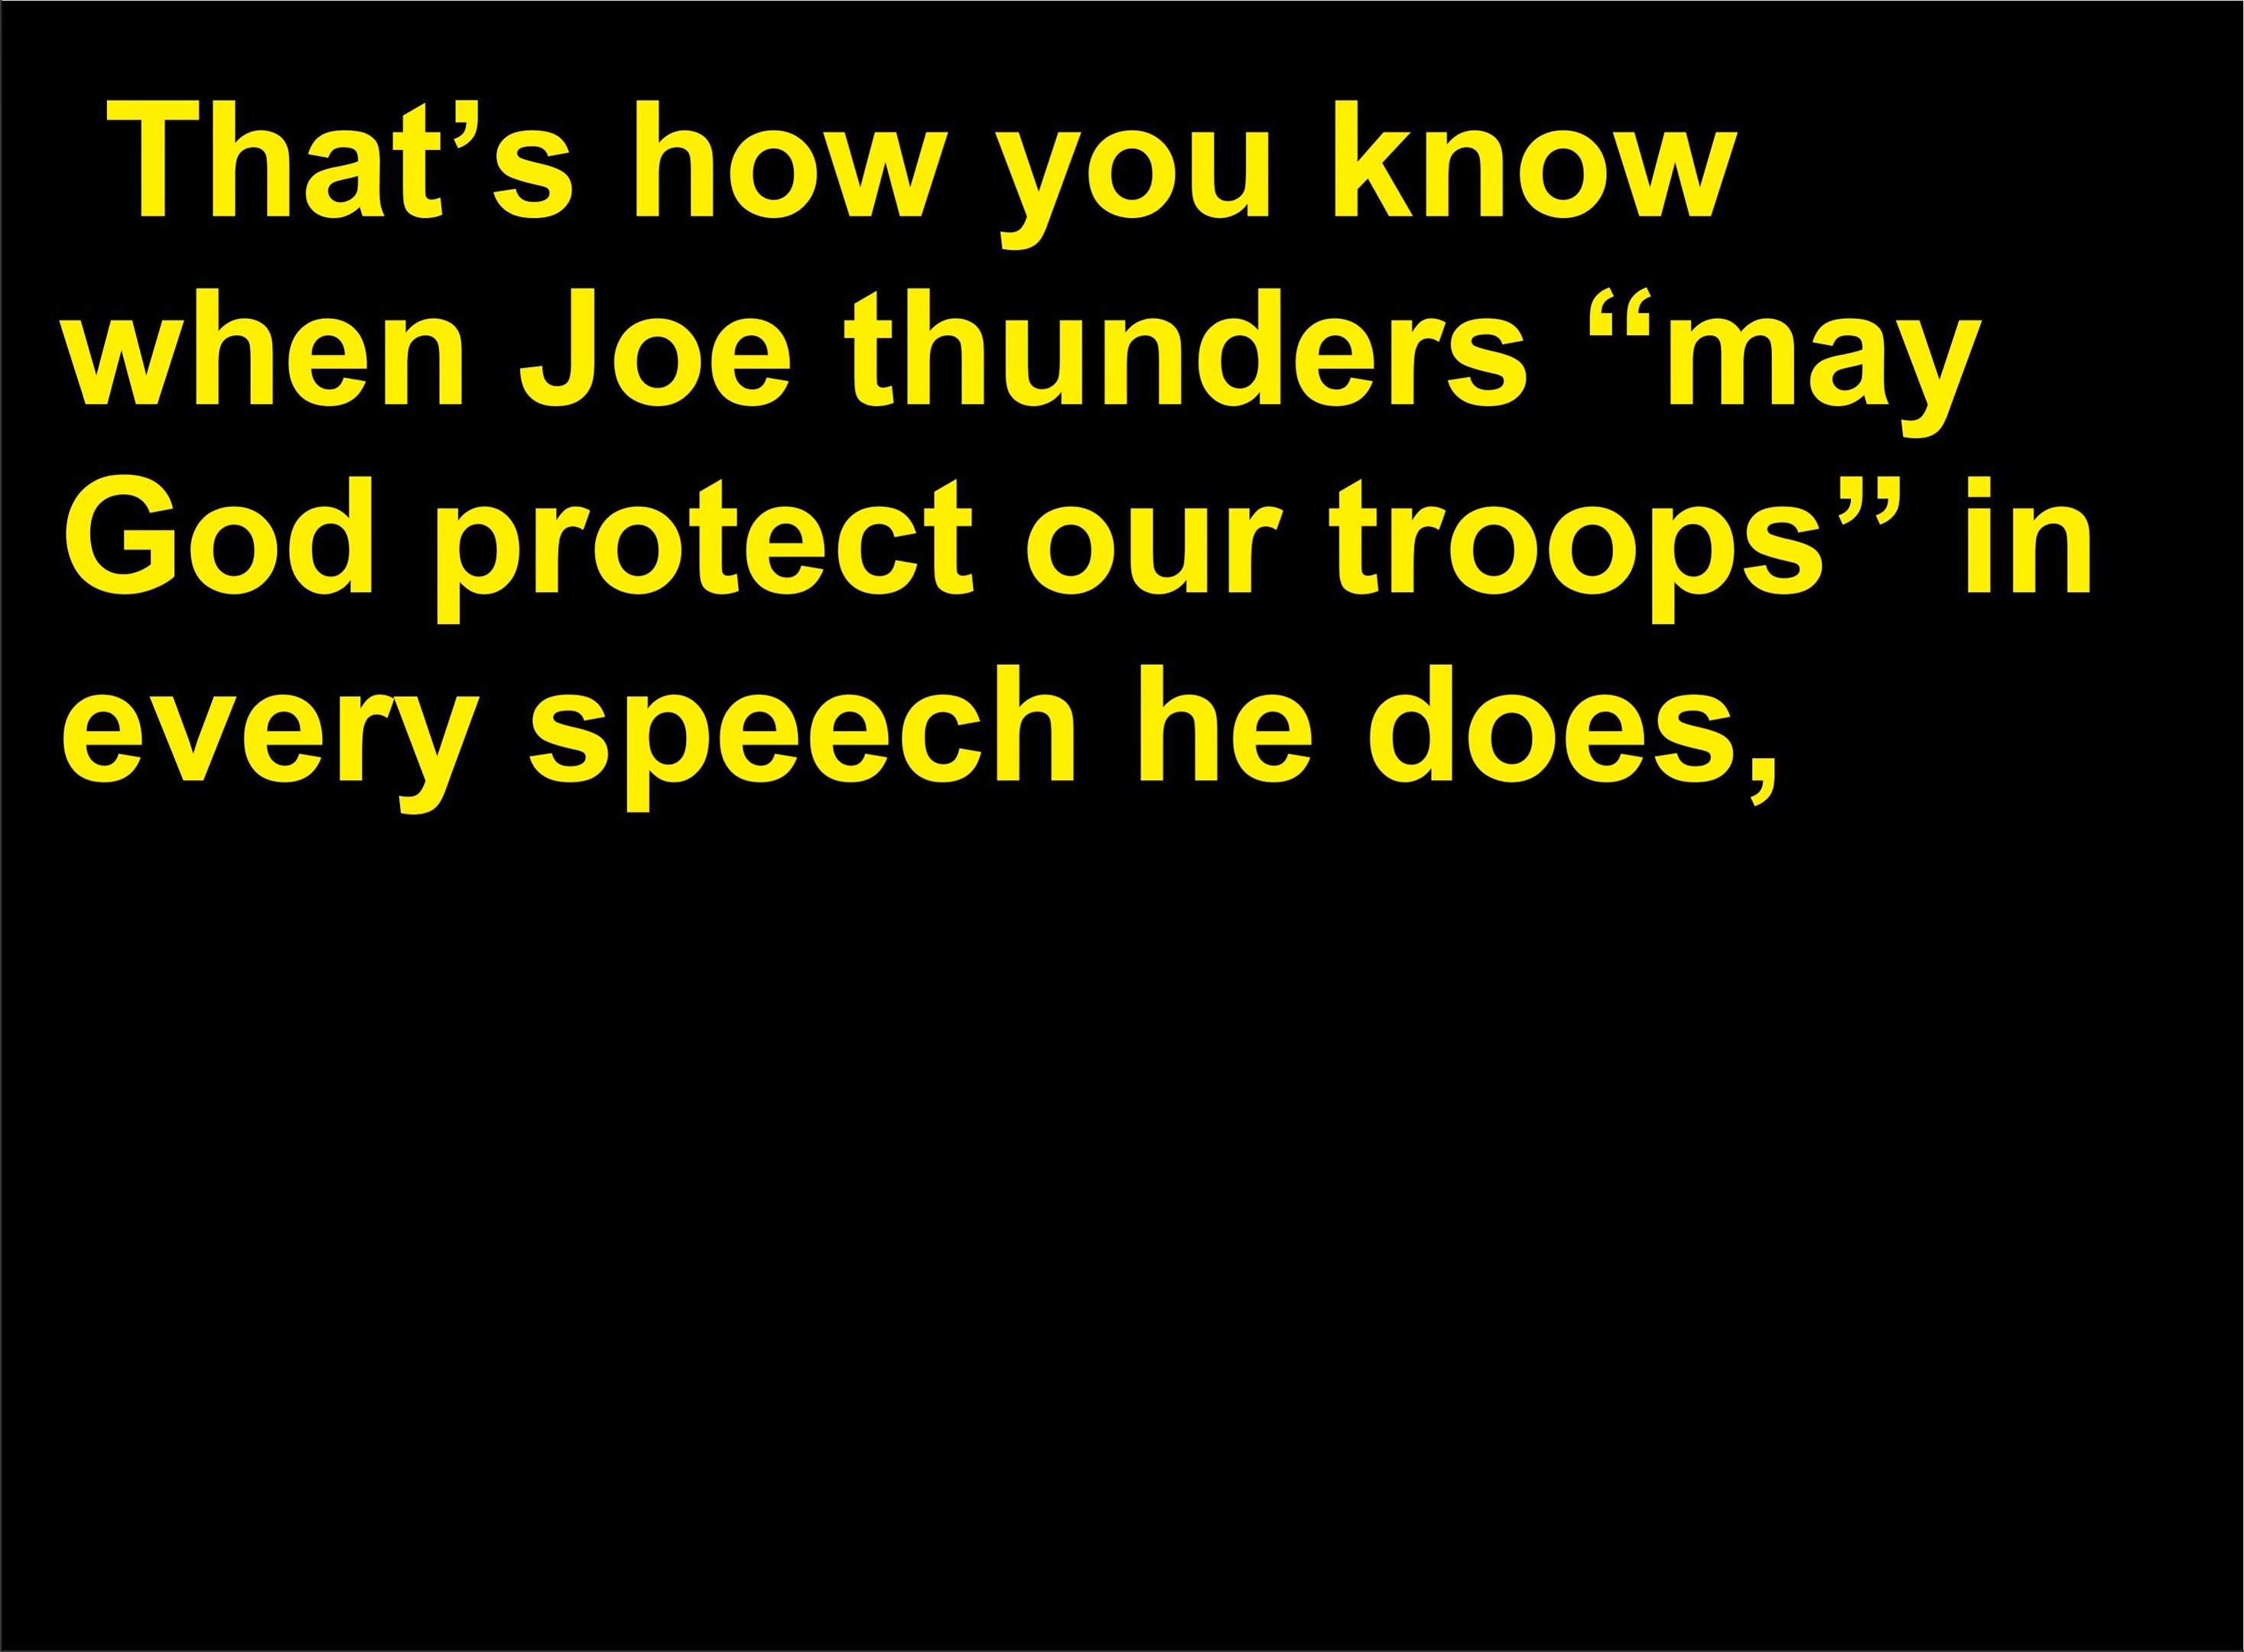 That’s how you know
when Joe thunders “may
God protect our troops” in
every speech he does,